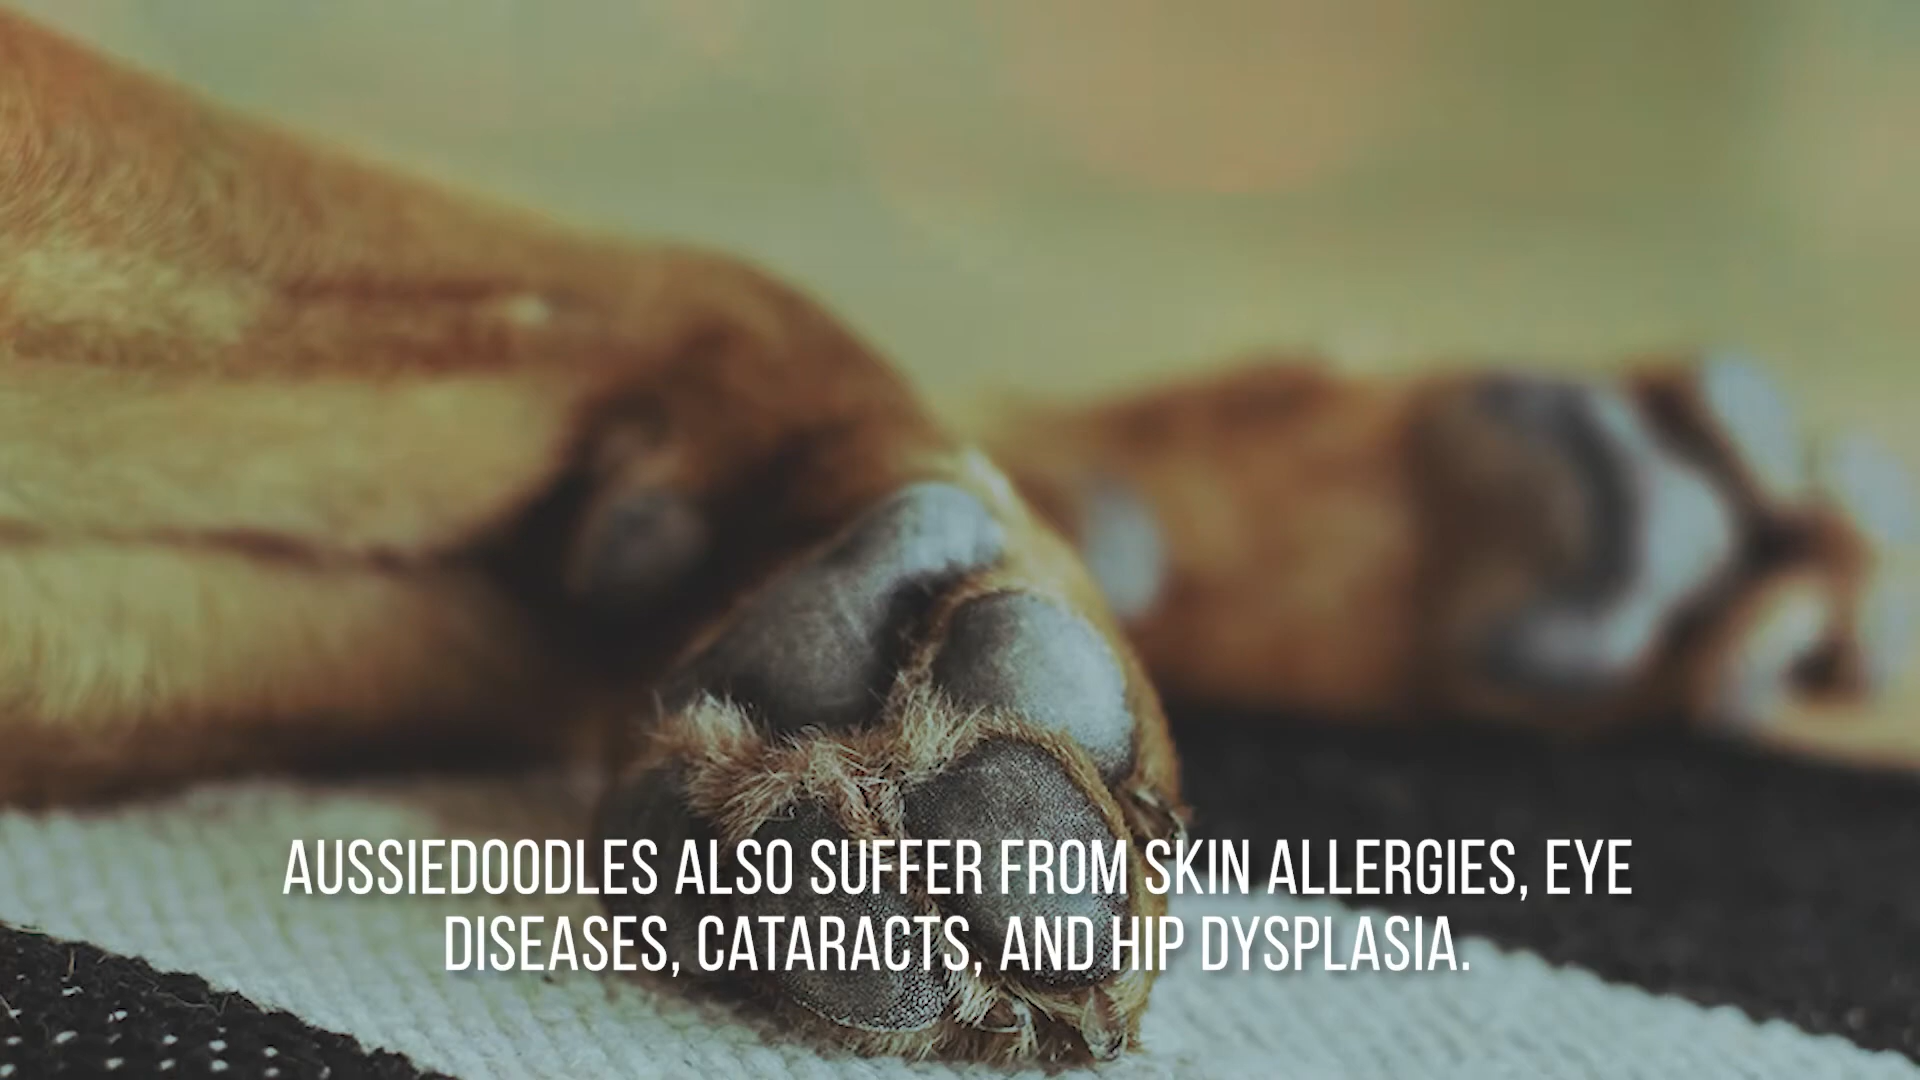 AUSSIEDOODLES ALSO SUFFER FROM SKIN ALLERGIES, EYE
DISEASES, CATARACTS, AND HIP DYSPLASIA.